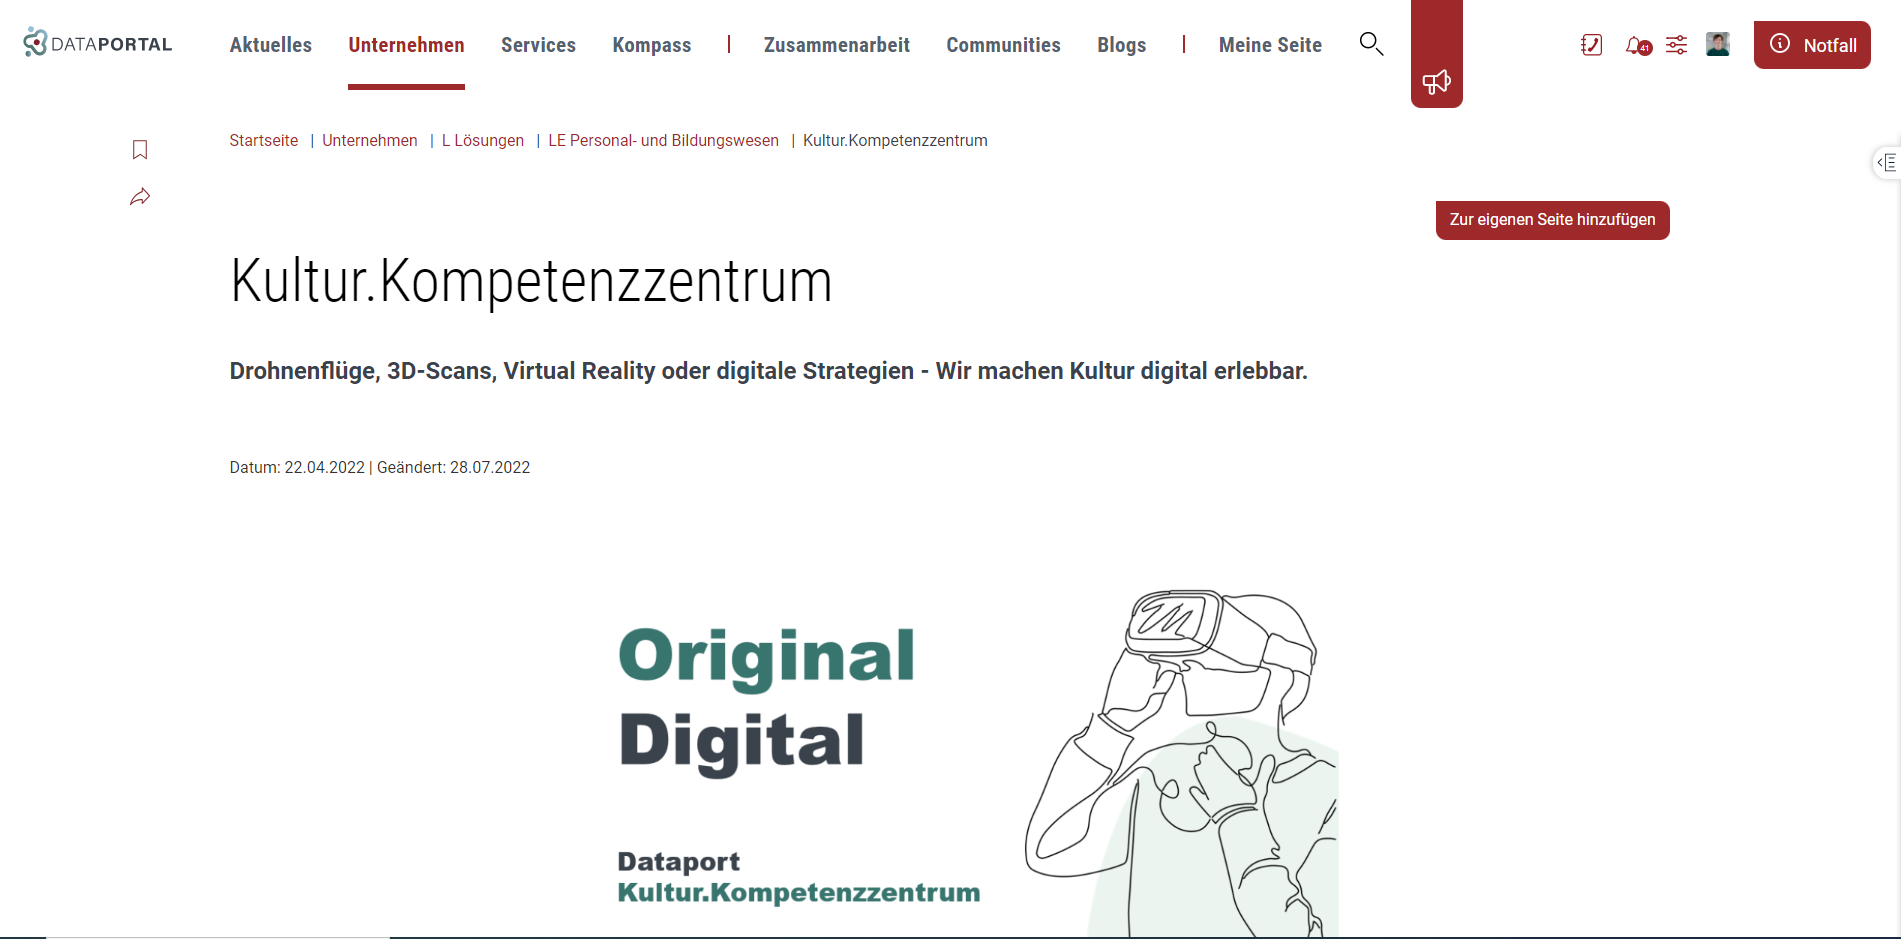 DATAPORTAL
Aktuelles Unternehmen Services Kompass | Zusammenarbeit Communities Blogs | Meine Seite
41
Notfall
Startseite | Unternehmen | L Lösungen | LE Personal- und Bildungswesen | Kultur.Kompetenzzentrum
Zur eigenen Seite hinzufügen
Kultur.Kompetenzzentrum
Drohnenflüge, 3D-Scans, Virtual Reality oder digitale Strategien - Wir machen Kultur digital erlebbar.
Datum: 22.04.2022 | Geändert: 28.07.2022
Original
Digital
Dataport
Kultur.Kompetenzzentrum